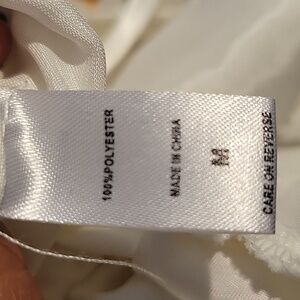 100%POLYESTER
MADE IN CHINA
M
CARE ON REVERSE